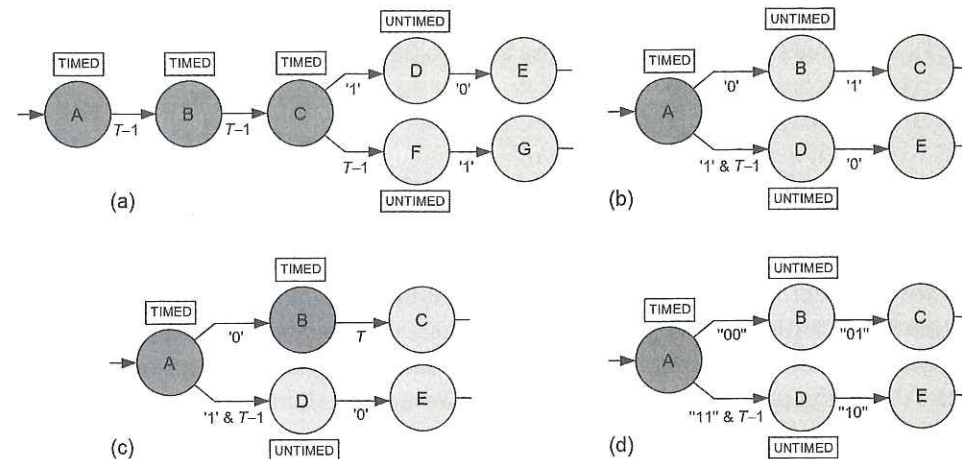 UNTIMED
TIMED
TIMED
TIMED
A
T–1
B
T–1
C
'1'
D
'0'
E
T–1
F
'1'
G
UNTIMED
(a)
UNTIMED
TIMED
A
'0'
B
'1'
C
'1' & T–1
D
'0'
E
UNTIMED
(b)
TIMED
TIMED
A
'0'
B
T
C
'1' & T–1
D
'0'
E
UNTIMED
(c)
UNTIMED
TIMED
A
"00"
B
"01"
C
"11" & T–1
D
"10"
E
UNTIMED
(d)